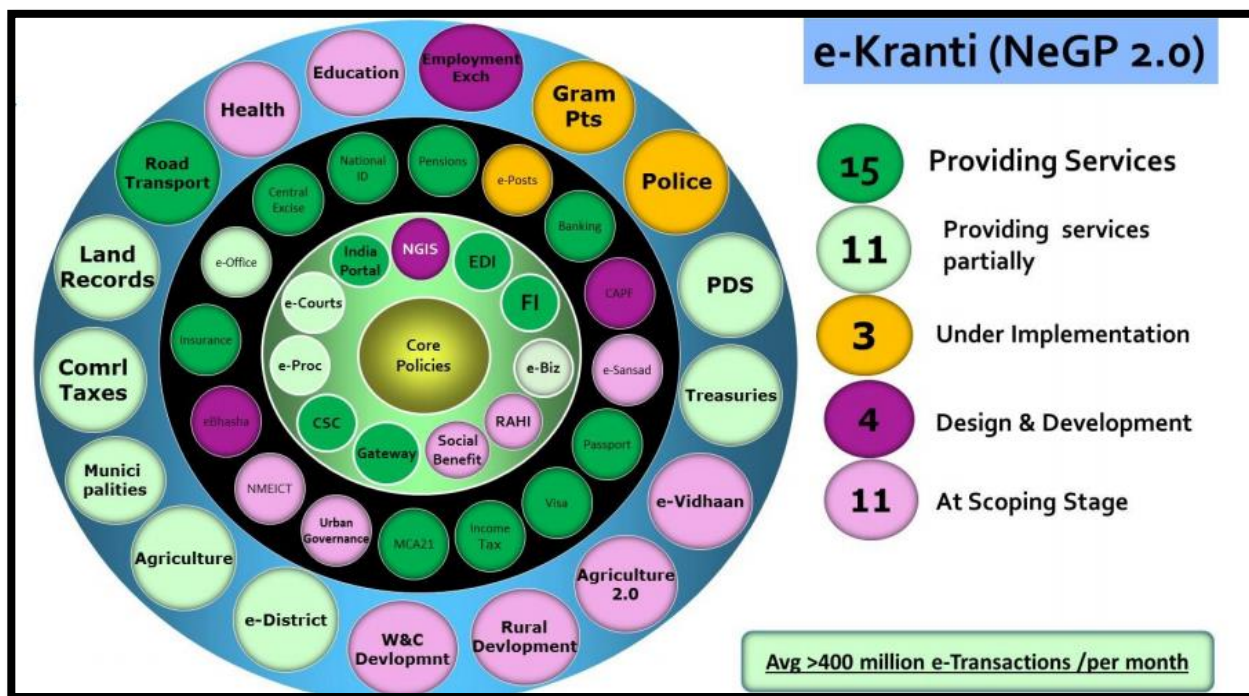 e-Kranti (NeGP 2.0)
15
Providing Services
11
Providing services
partially
3
Under Implementation
4
Design & Development
11
At Scoping Stage
Avg >400 million e-Transactions /per month
Education
Employment
Exch
Gram
Pts
Police
PDS
Treasuries
e-Vidhaan
Agriculture
2.0
Rural
Devlopment
W&C
Devlopmnt
e-District
Agriculture
Munici
palities
Comrl
Taxes
Land
Records
Road
Transport
Health
National
ID
Pensions
e-Posts
Banking
CAPF
e-Sansad
Passport
Visa
Income
Tax
MCA21
Urban
Governance
NMEICT
eBhasha
Insurance
e-Office
Central
Excise
India
Portal
NGIS
EDI
FI
e-Biz
RAHI
Social
Benefit
Gateway
CSC
e-Proc
e-Courts
Core
Policies